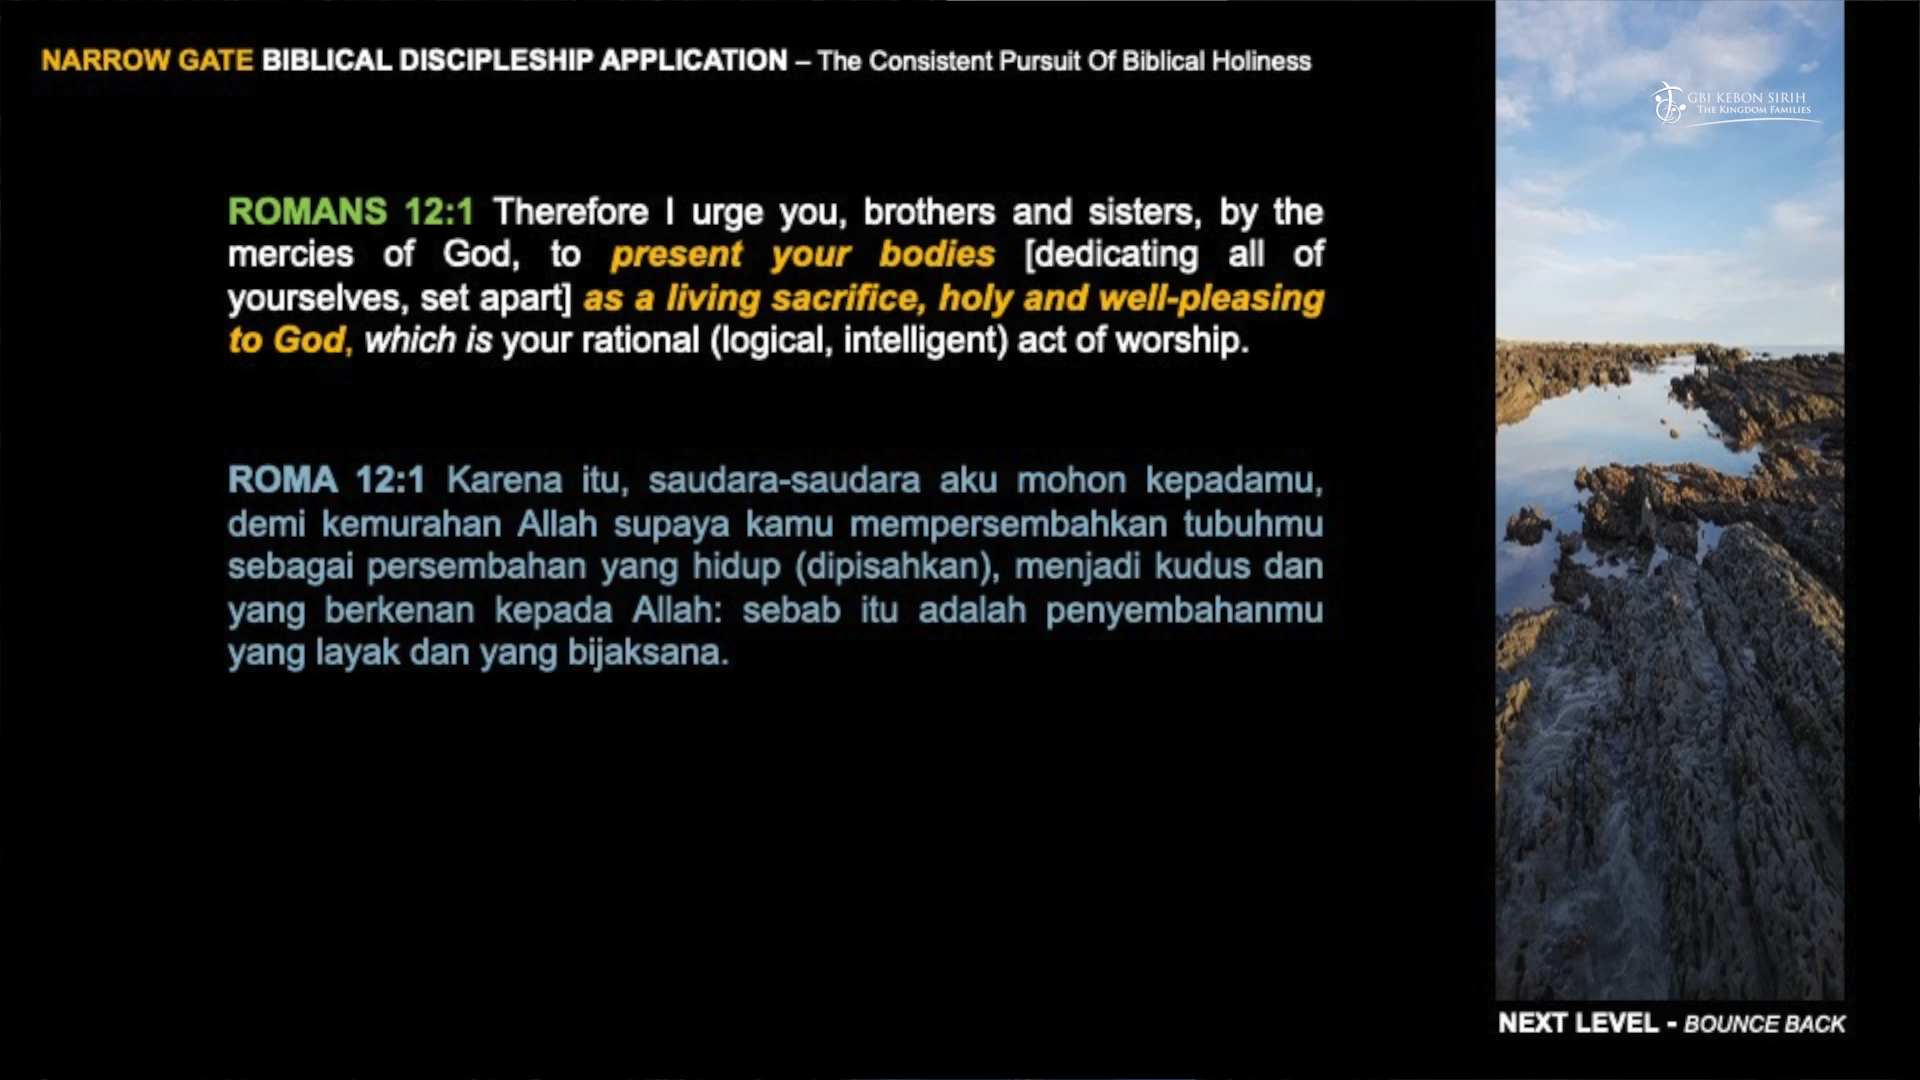 NARROW GATE BIBLICAL DISCIPLESHIP APPLICATION – The Consistent Pursuit Of Biblical Holiness
GBI KEBON SIRIH
THE KINGDOM FAMILIES
ROMANS 12:1 Therefore I urge you, brothers and sisters, by the
mercies of God, to present your bodies [dedicating all of
yourselves, set apart] as a living sacrifice, holy and well-pleasing
to God, which is your rational (logical, intelligent) act of worship.
ROMA 12:1 Karena itu, saudara-saudara aku mohon kepadamu,
demi kemurahan Allah supaya kamu mempersembahkan tubuhmu
sebagai persembahan yang hidup (dipisahkan), menjadi kudus dan
yang berkenan kepada Allah: sebab itu adalah penyembahanmu
yang layak dan yang bijaksana.
NEXT LEVEL - BOUNCE BACK